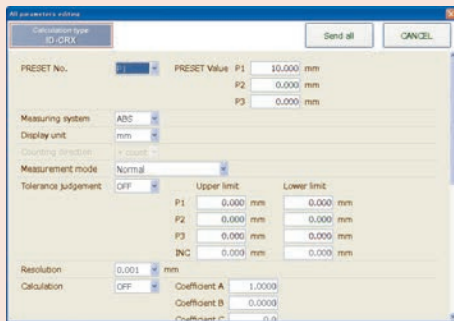 All parameters editing
Calculation type
ID-CRX
Send all
CANCEL
PRESET No. P1 PRESET Value P1 10.000 mm
P2 0.000 mm
P3 0.000 mm
Measuring system ABS
Display unit mm
Counting direction + count
Measurement mode Normal
Tolerance judgement OFF Upper limit Lower limit
P1 0.000 mm 0.000 mm
P2 0.000 mm 0.000 mm
P3 0.000 mm 0.000 mm
INC 0.000 mm 0.000 mm
Resolution 0.001 mm
Calculation OFF Coefficient A 1.0000
Coefficient B 0.0000
Coefficient C 0.0